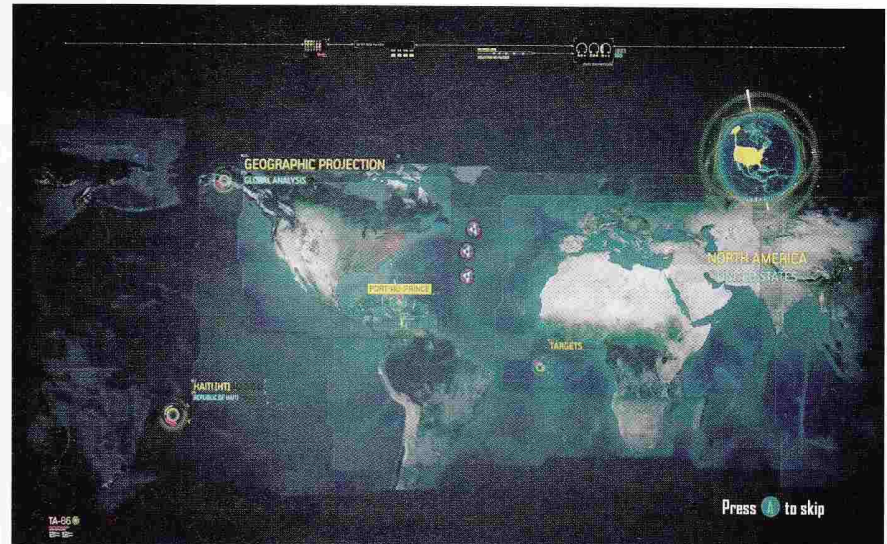 GEOGRAPHIC PROJECTION
GLOBAL ANALYSIS
NORTH AMERICA
UNITED STATES
PORT-AU-PRINCE
TARGETS
HAITI [HT]
REPUBLIC OF HAITI
Press A to skip
TA-86